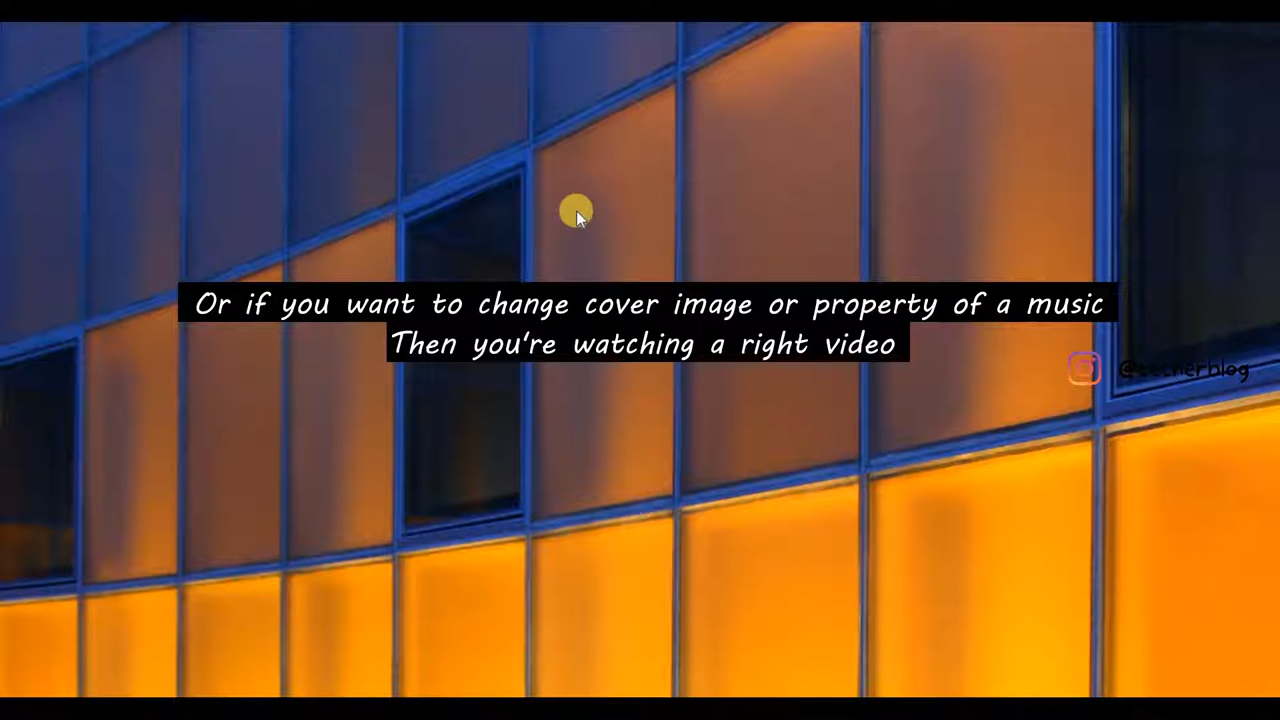 Or if you want to change cover image or property of a music
Then you're watching a right video